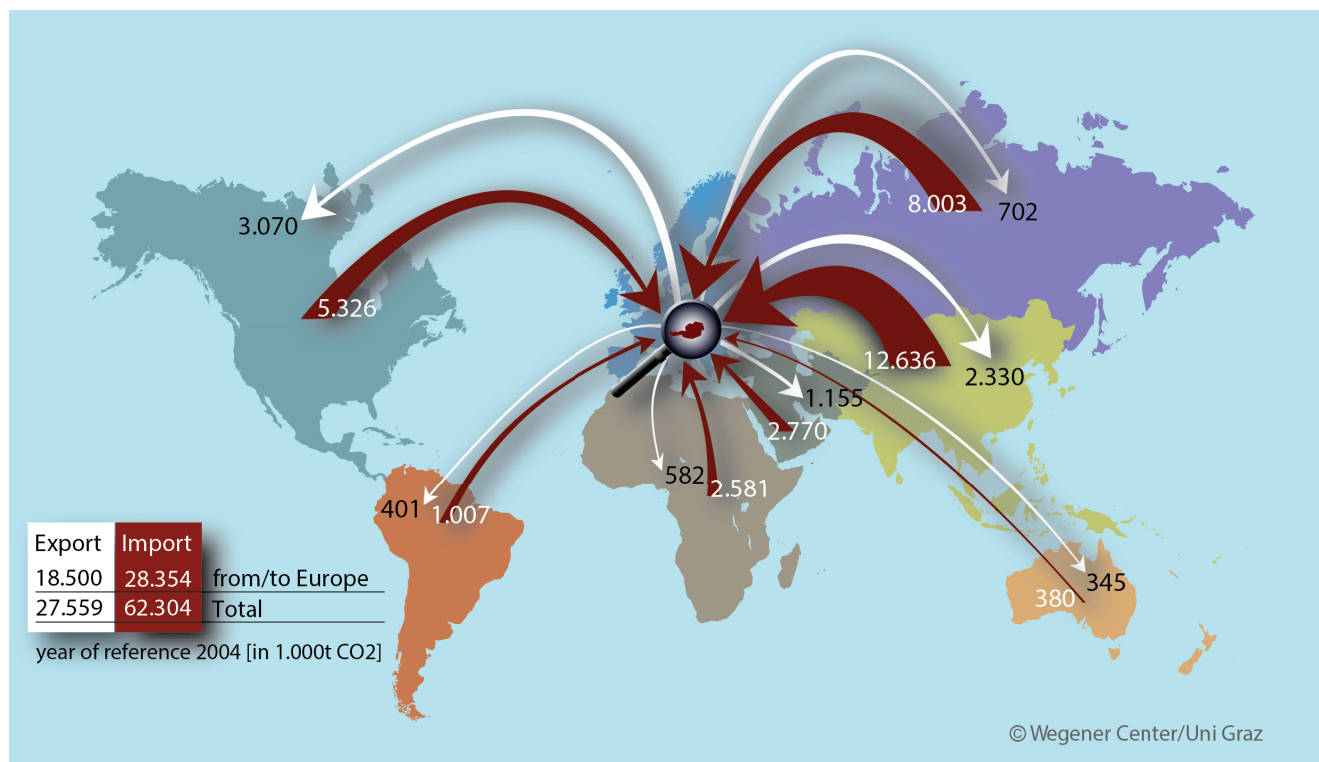 8.003
702
3.070
5.326
12.636
2.330
1.155
2.770
582
2.581
401
1.007
Export Import
18.500 28.354 from/to Europe
27.559 62.304 Total
year of reference 2004 [in 1.000t CO2]
345
380
© Wegener Center/Uni Graz